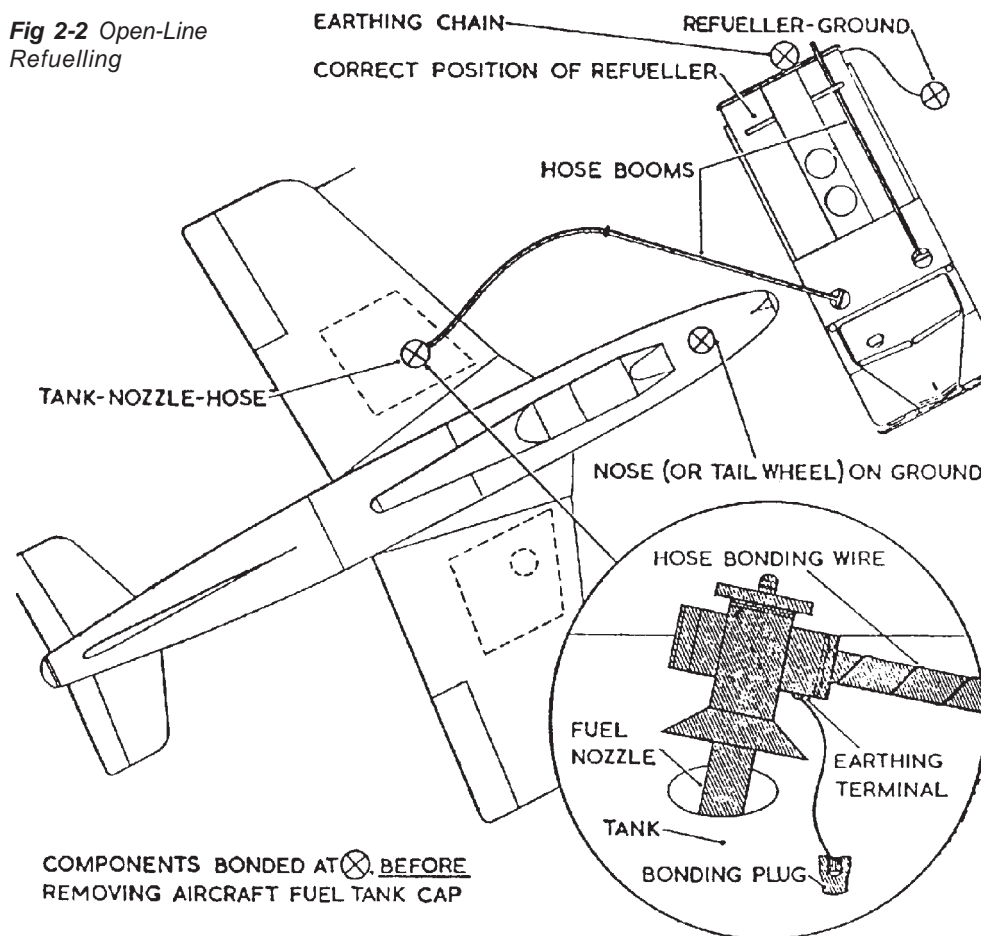 Fig 2-2 Open-Line
Refuelling
EARTHING CHAIN
REFUELLER-GROUND
CORRECT POSITION OF REFUELLER
HOSE BOOMS
TANK-NOZZLE-HOSE
NOSE (OR TAIL WHEEL) ON GROUND
HOSE BONDING WIRE
FUEL
NOZZLE
EARTHING
TERMINAL
TANK
BONDING PLUG
COMPONENTS BONDED AT ⊗, BEFORE
REMOVING AIRCRAFT FUEL TANK CAP